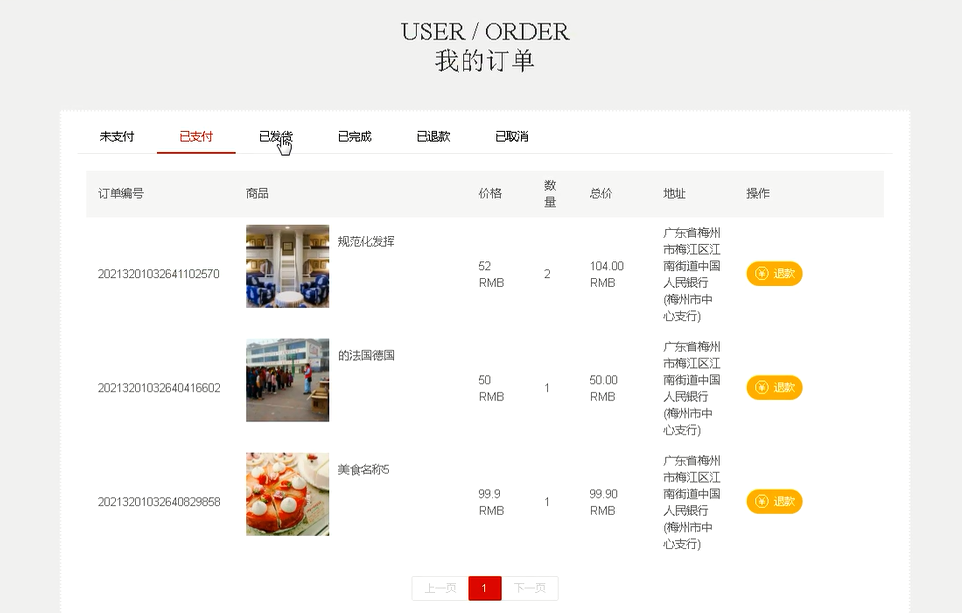 USER / ORDER
我的订单
未支付 已支付 已发货 已完成 已退款 已取消
订单编号 商品 价格 数量 总价 地址 操作
20213201032641102570 规范化发挥 52 RMB 2 104.00 RMB 广东省梅州市梅江区江南街道中国人民银行(梅州市中心支行) 退款
20213201032640416602 的法国德国 50 RMB 1 50.00 RMB 广东省梅州市梅江区江南街道中国人民银行(梅州市中心支行) 退款
20213201032640829858 美食名称5 99.9 RMB 1 99.90 RMB 广东省梅州市梅江区江南街道中国人民银行(梅州市中心支行) 退款
上一页 1 下一页